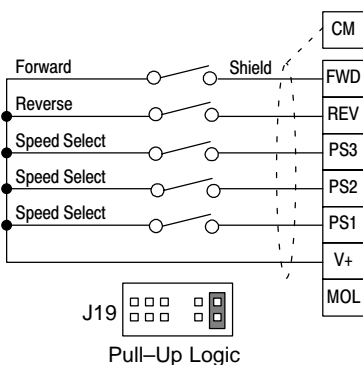 CM
Forward
Shield
FWD
Reverse
REV
Speed Select
PS3
Speed Select
PS2
Speed Select
PS1
V+
MOL
J19
Pull–Up Logic